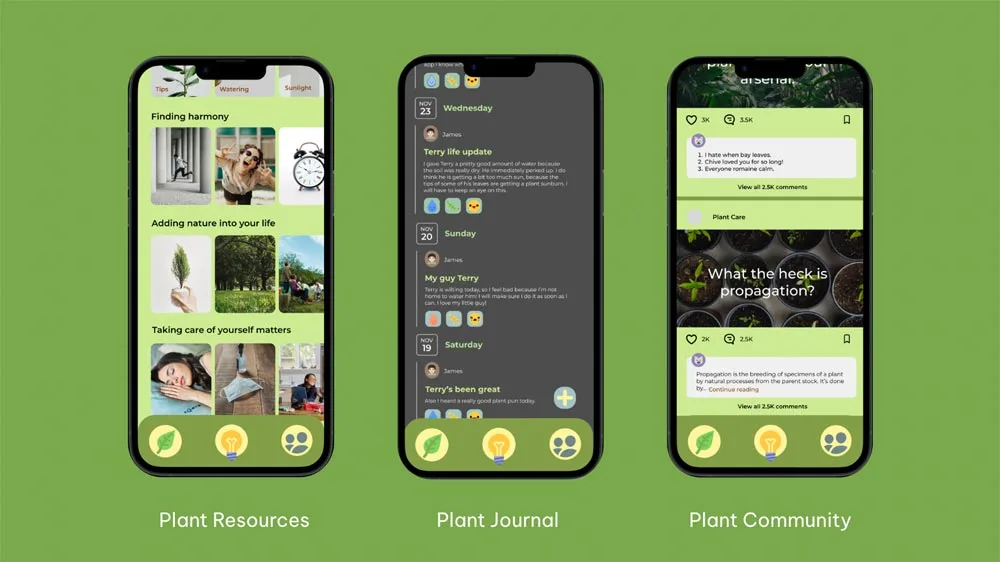 Tips
Watering
Sunlight
Finding harmony
Adding nature into your life
Taking care of yourself matters
Plant Resources
app I know
NOV
23
Wednesday
James
Terry life update
I gave Terry a pretty good amount of water because
the soil was really dry. He immediately perked up. I do
think he is getting a bit too much sun, because the
tips of some of his leaves are getting a plant sunburn. I
will have to keep an eye on this.
NOV
20
Sunday
James
My guy Terry
Terry is wilting today, so I feel bad because I'm not
home to water him! I will make sure I do it as soon as I
can. I love my little guy!
NOV
19
Saturday
James
Terry's been great
Also I heard a really good plant pun today.
Plant Journal
arsenal.
3K
3.5K
1. I hate when bay leaves.
2. Chive loved you for so long!
3. Everyone romaine calm.
View all 2.5K comments
Plant Care
What the heck is
propagation?
2K
2.5K
Propagation is the breeding of specimens of a plant
by natural processes from the parent stock. It's done
by... Continue reading
View all 2.5K comments
Plant Community